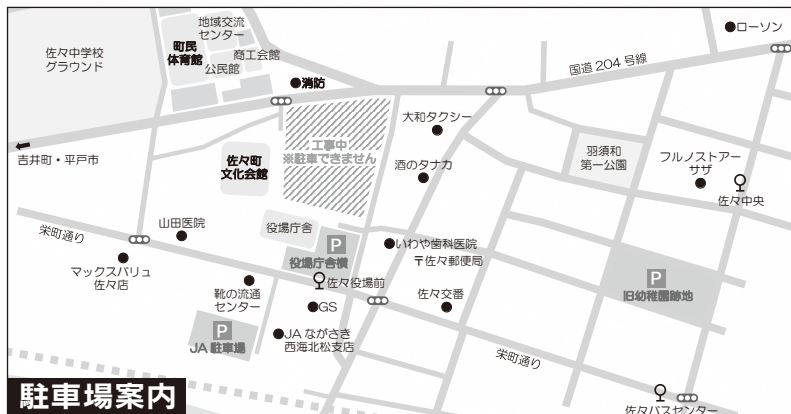 地域交流
センター
ローソン
佐々中学校
グラウンド
町民
体育館
商工会館
公民館
消防
国道204号線
大和タクシー
工事中
※駐車できません
羽須和
第一公園
フルノストアー
サザ
吉井町・平戸市
佐々町
文化会館
酒のタナカ
佐々中央
山田医院
役場庁舎
栄町通り
P
役場庁舎横
いわや歯科医院
〒佐々郵便局
マックスバリュ
佐々店
佐々役場前
P
旧幼稚園跡地
靴の流通
センター
GS
佐々交番
P
JA駐車場
JAながさき
西海北松支店
栄町通り
佐々バスセンター
駐車場案内